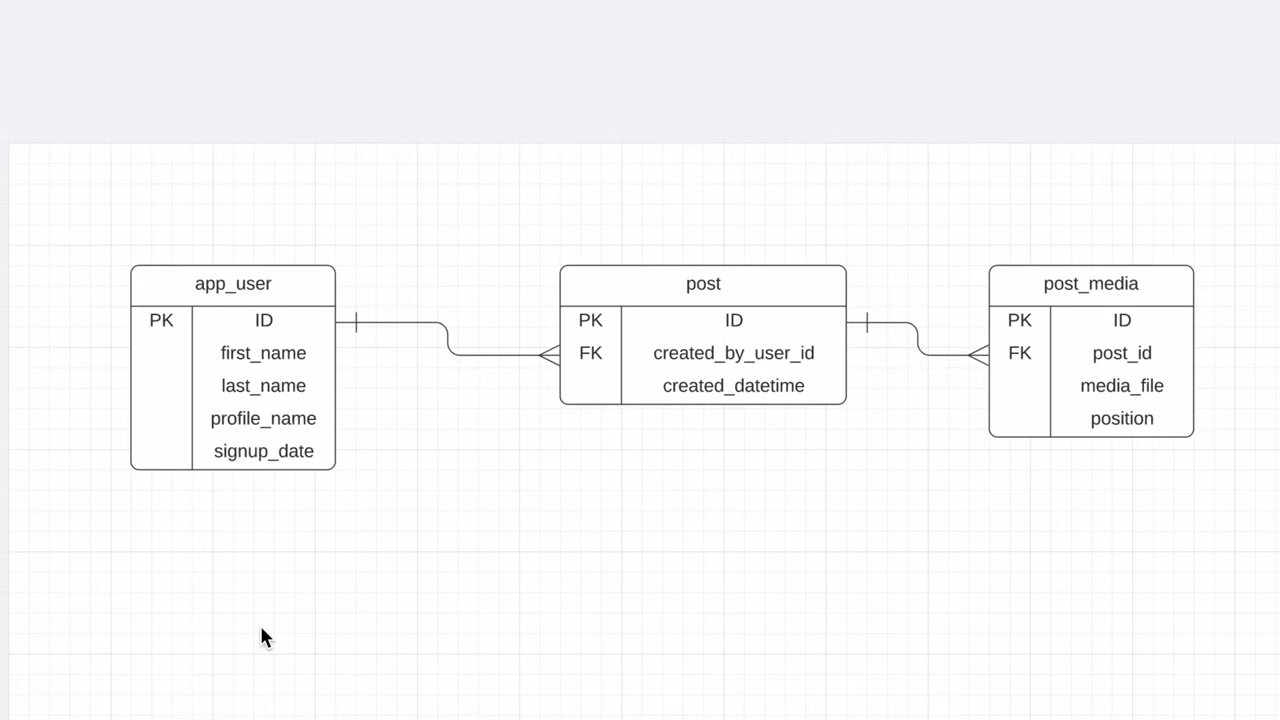 app_user
PK ID
first_name
last_name
profile_name
signup_date
post
PK ID
FK created_by_user_id
created_datetime
post_media
PK ID
FK post_id
media_file
position